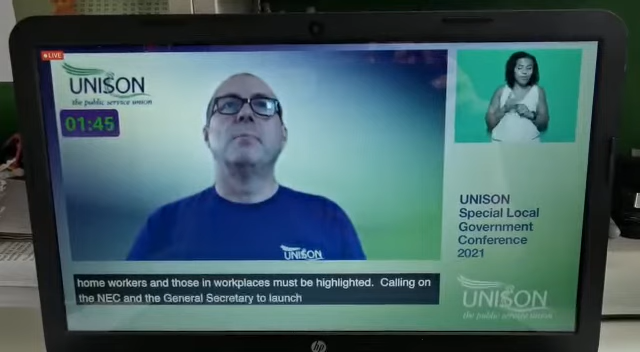 LIVE
UNISON
the public service union
01:45
UNISON
Special Local
Government
Conference
2021
UNISON
home workers and those in workplaces must be highlighted. Calling on
the NEC and the General Secretary to launch
UNISON
the public service union
hp